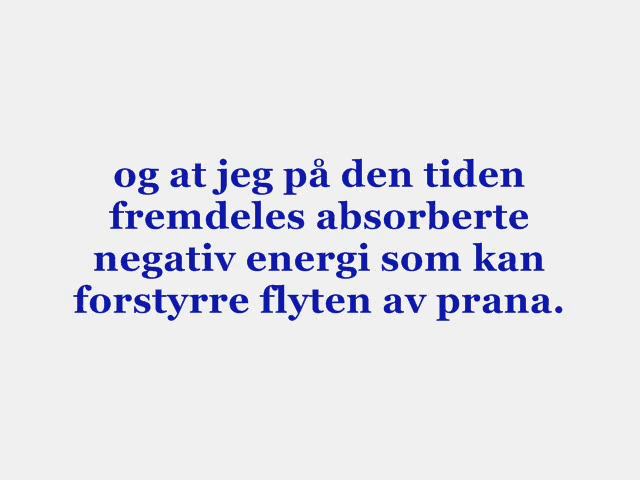 og at jeg på den tiden
fremdeles absorberte
negativ energi som kan
forstyrre flyten av prana.